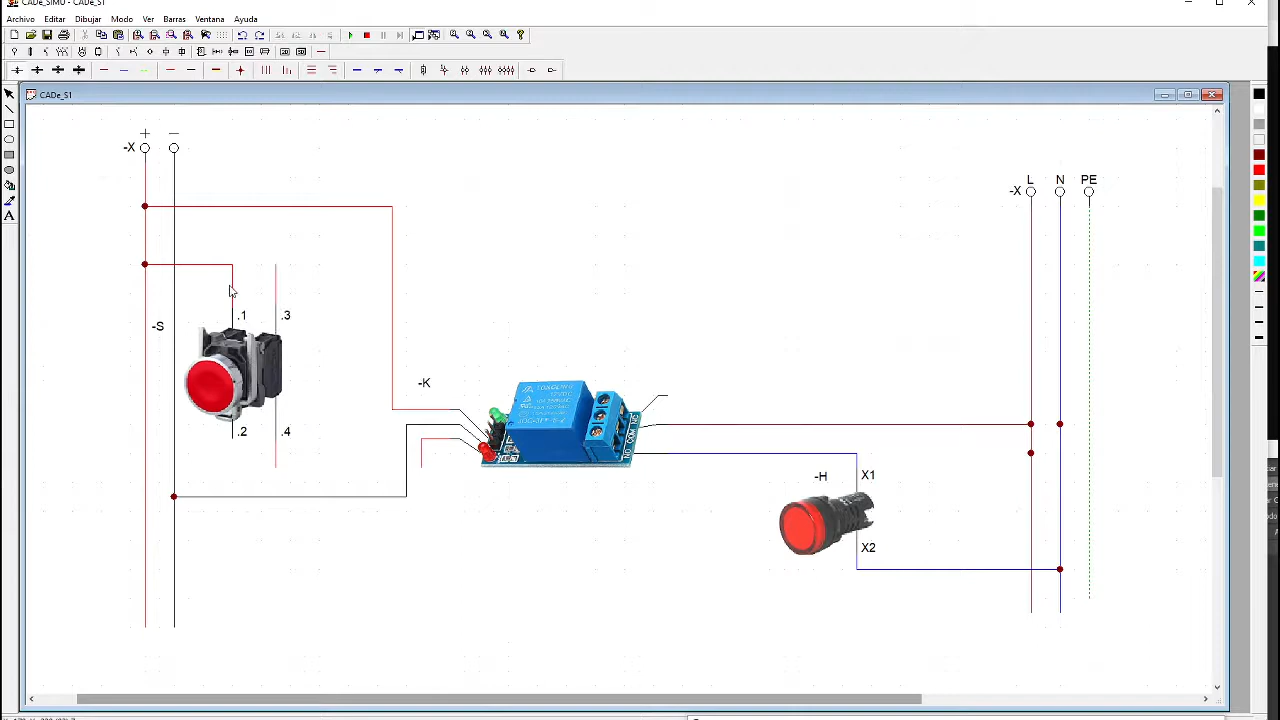 CADe_SIMU - CADe_S1
Archivo Editar Dibujar Modo Ver Barras Ventana Ayuda
CADe_S1
+ −
-X
L N PE
-X
.1 .3
-S
-K
.2 .4
X1
-H
X2